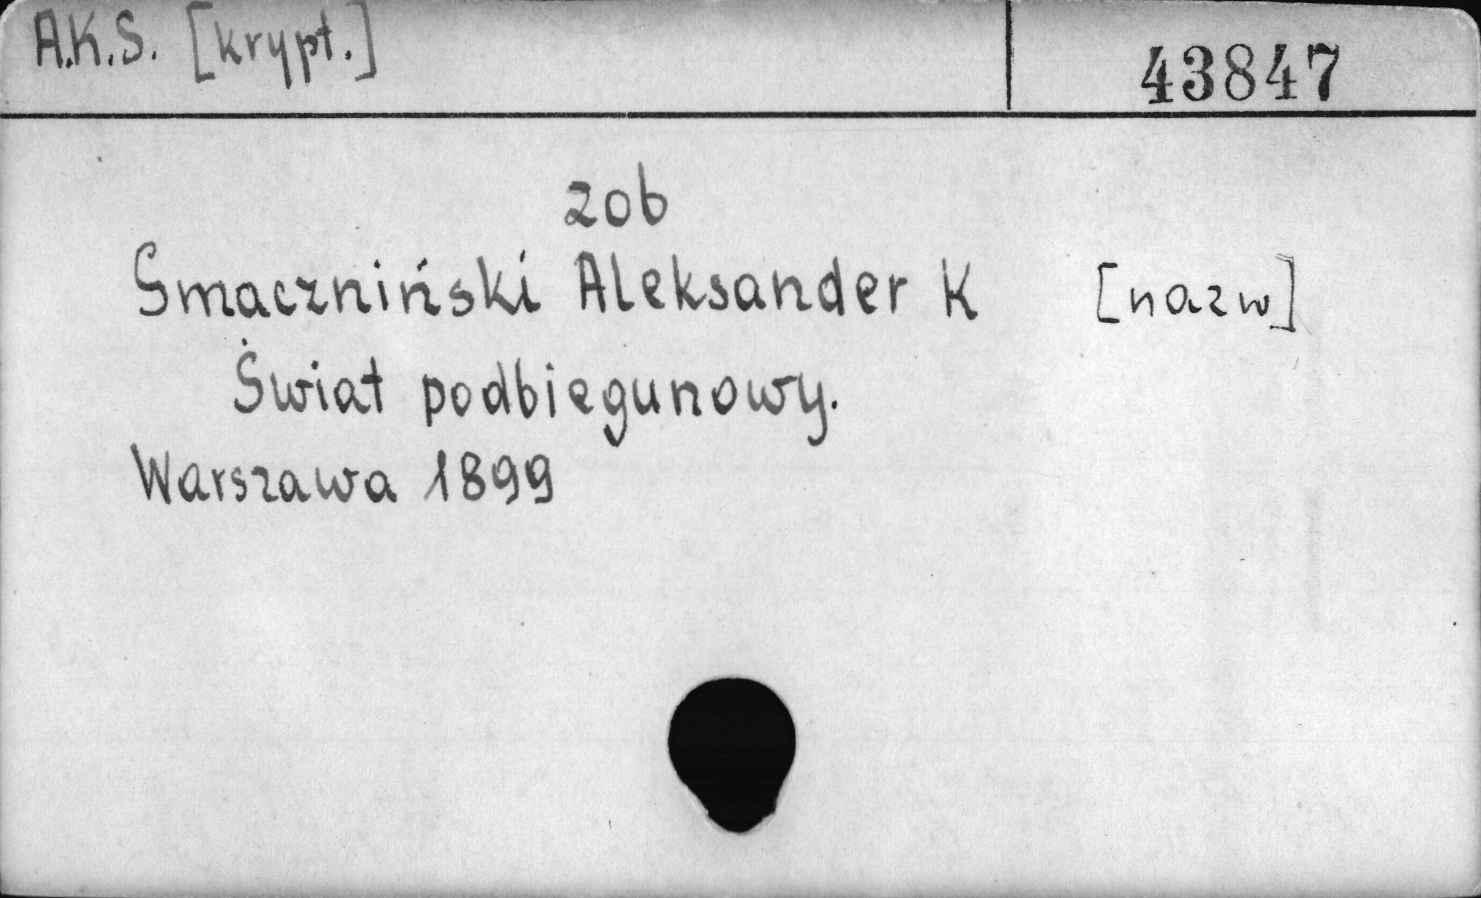 A.K.S. [krypt.]
43847
zob
Smaczniński Aleksander K [nazw]
Świat podbiegunowy.
Warszawa 1899